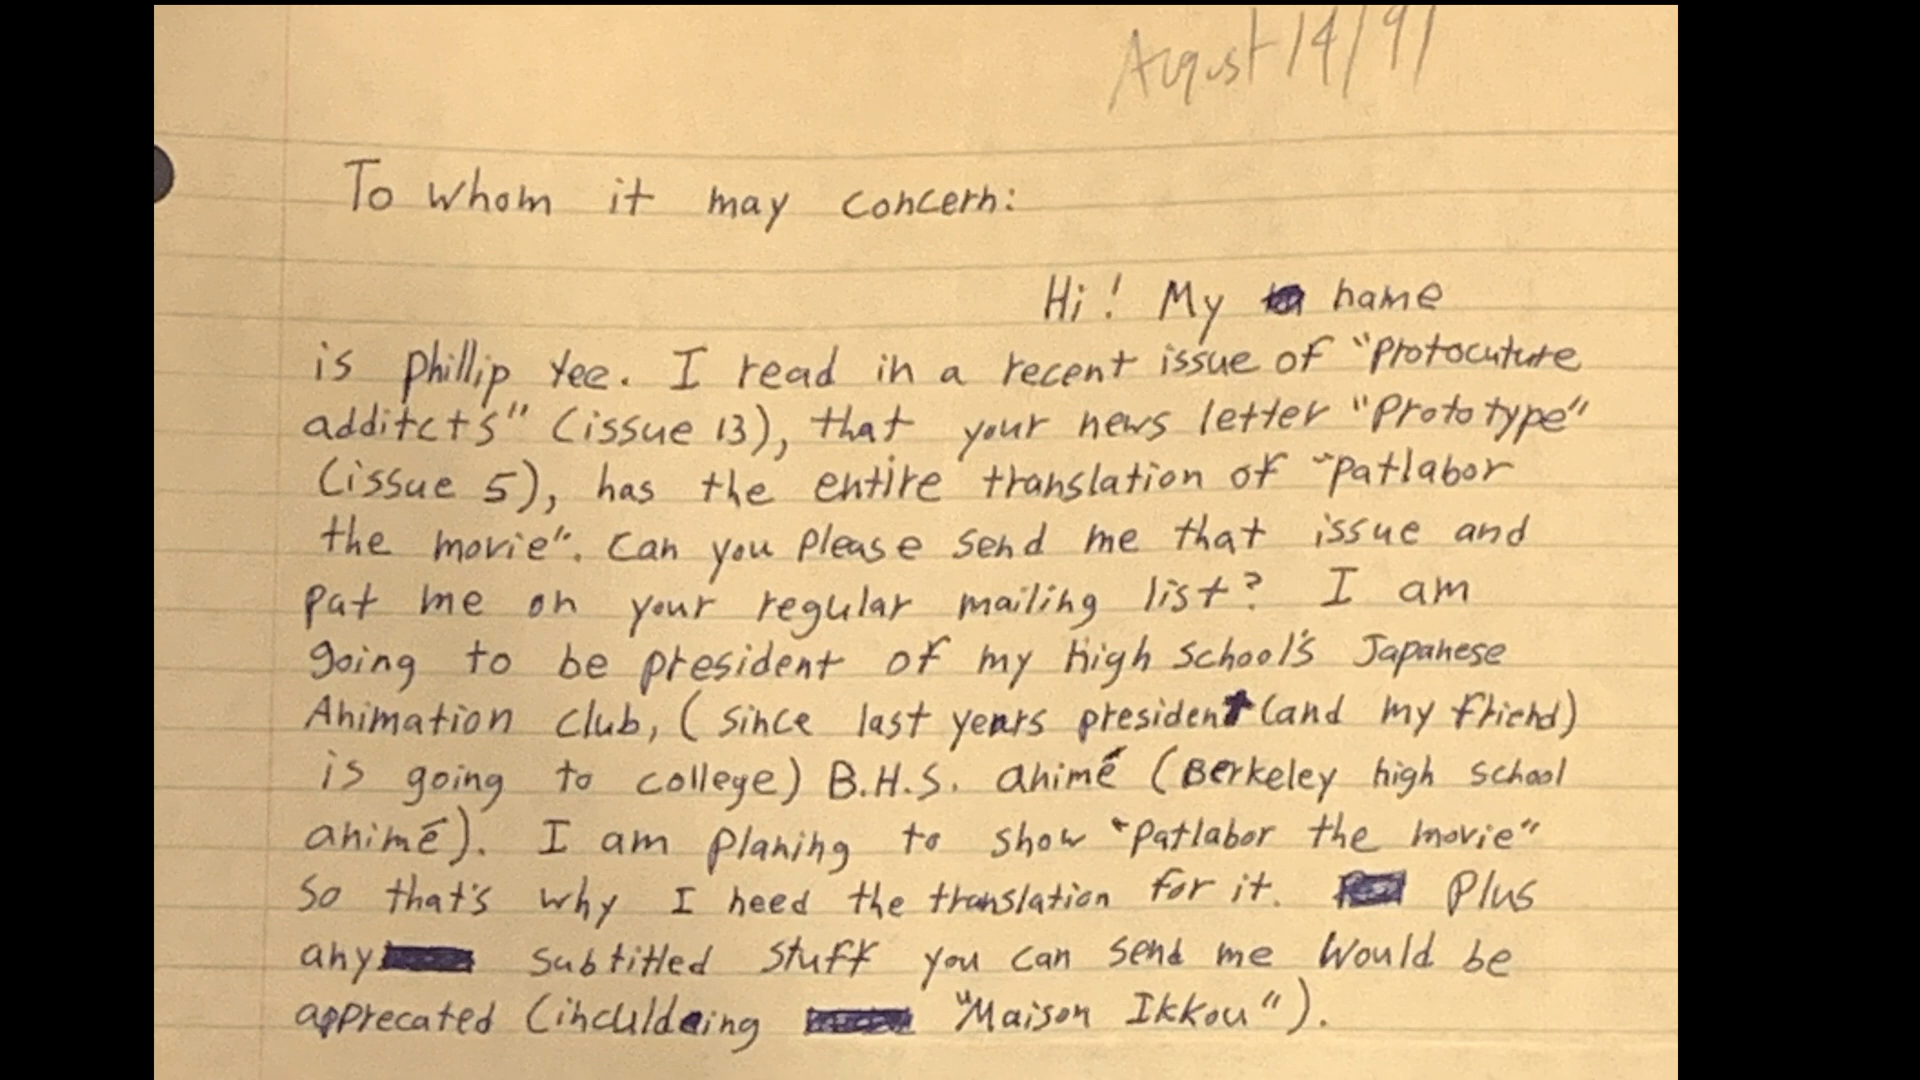 August 14/91
To whom it may concern:
Hi! My name
is phillip Yee. I read in a recent issue of "Protocuture
additcts" (issue 13), that your news letter "Prototype"
(issue 5), has the entire translation of "patlabor
the movie". Can you please send me that issue and
put me on your regular mailing list? I am
going to be president of my high school's Japanese
Animation club, (since last years president (and my friend)
is going to college) B.H.S. animé (Berkeley high school
animé). I am planing to show "patlabor the movie"
so that's why I need the translation for it. Plus
any subtitled stuff you can send me would be
apprecated (inculdeing "Maison Ikkou").